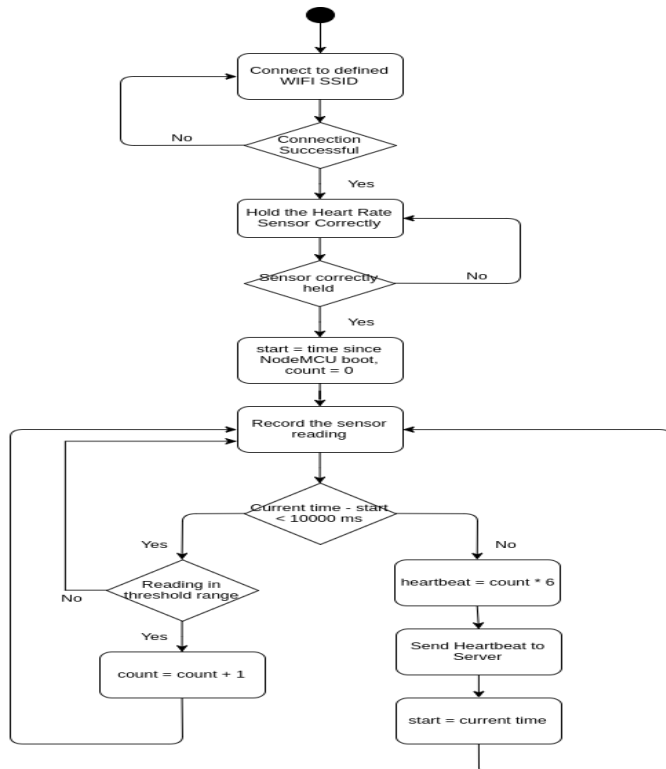 Connect to defined
WIFI SSID
No
Connection
Successful
Yes
Hold the Heart Rate
Sensor Correctly
Sensor correctly
held
No
Yes
start = time since
NodeMCU boot,
count = 0
Record the sensor
reading
Current time - start
< 10000 ms
Yes
No
Reading in
threshold range
No
Yes
count = count + 1
heartbeat = count * 6
Send Heartbeat to
Server
start = current time